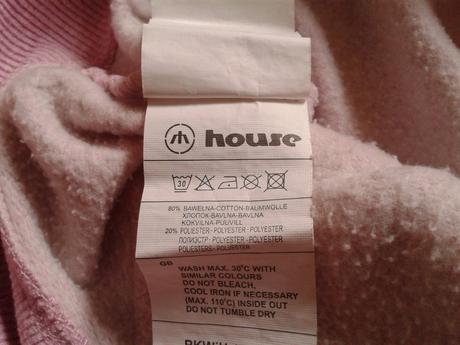 house
30
80% BAWEŁNA-COTTON-BAUMWOLLE
ХЛОПОК-BAVLNA-BAVLNA
KOKVILNA-PUUVILL
20% POLIESTER-POLYESTER-POLYESTER
ПОЛИЭСТР-POLYESTER-POLYESTER
POLIESTERS-POLYESTER
GB WASH MAX. 30°C WITH
SIMILAR COLOURS
DO NOT BLEACH,
COOL IRON IF NECESSARY
(MAX. 110°C) INSIDE OUT
DO NOT TUMBLE DRY